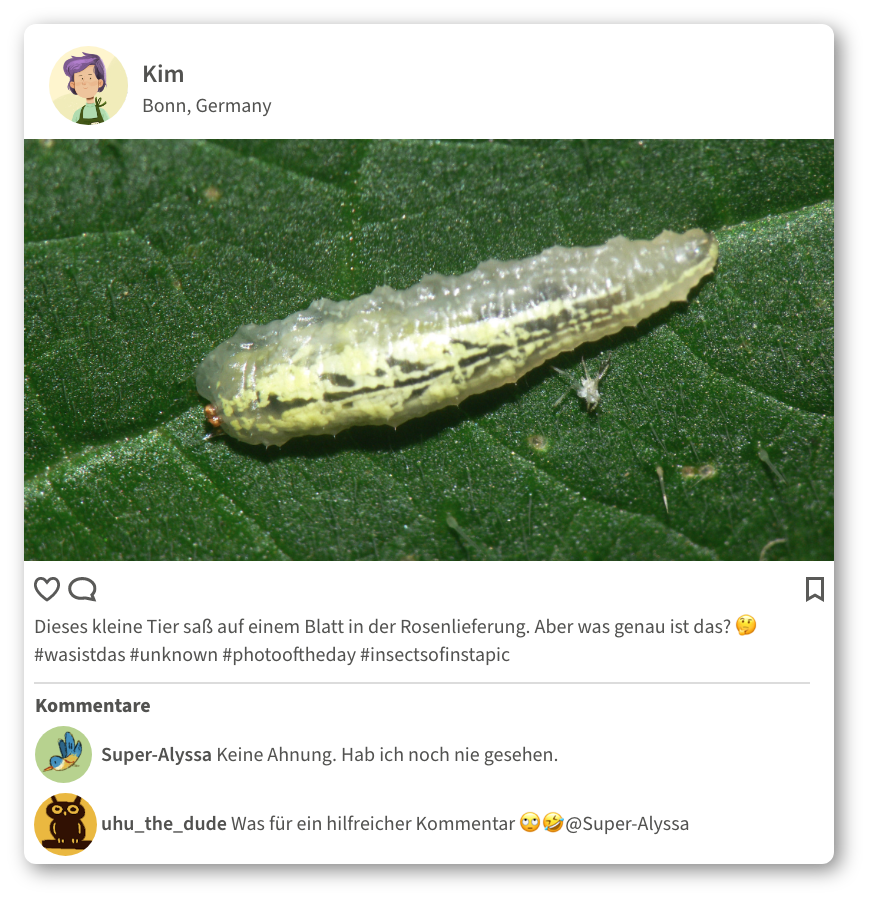 Kim
Bonn, Germany
Dieses kleine Tier saß auf einem Blatt in der Rosenlieferung. Aber was genau ist das? 🤔
#wasistdas #unknown #photooftheday #insectsofinstapic
Kommentare
Super-Alyssa Keine Ahnung. Hab ich noch nie gesehen.
uhu_the_dude Was für ein hilfreicher Kommentar 🙄🤣@Super-Alyssa